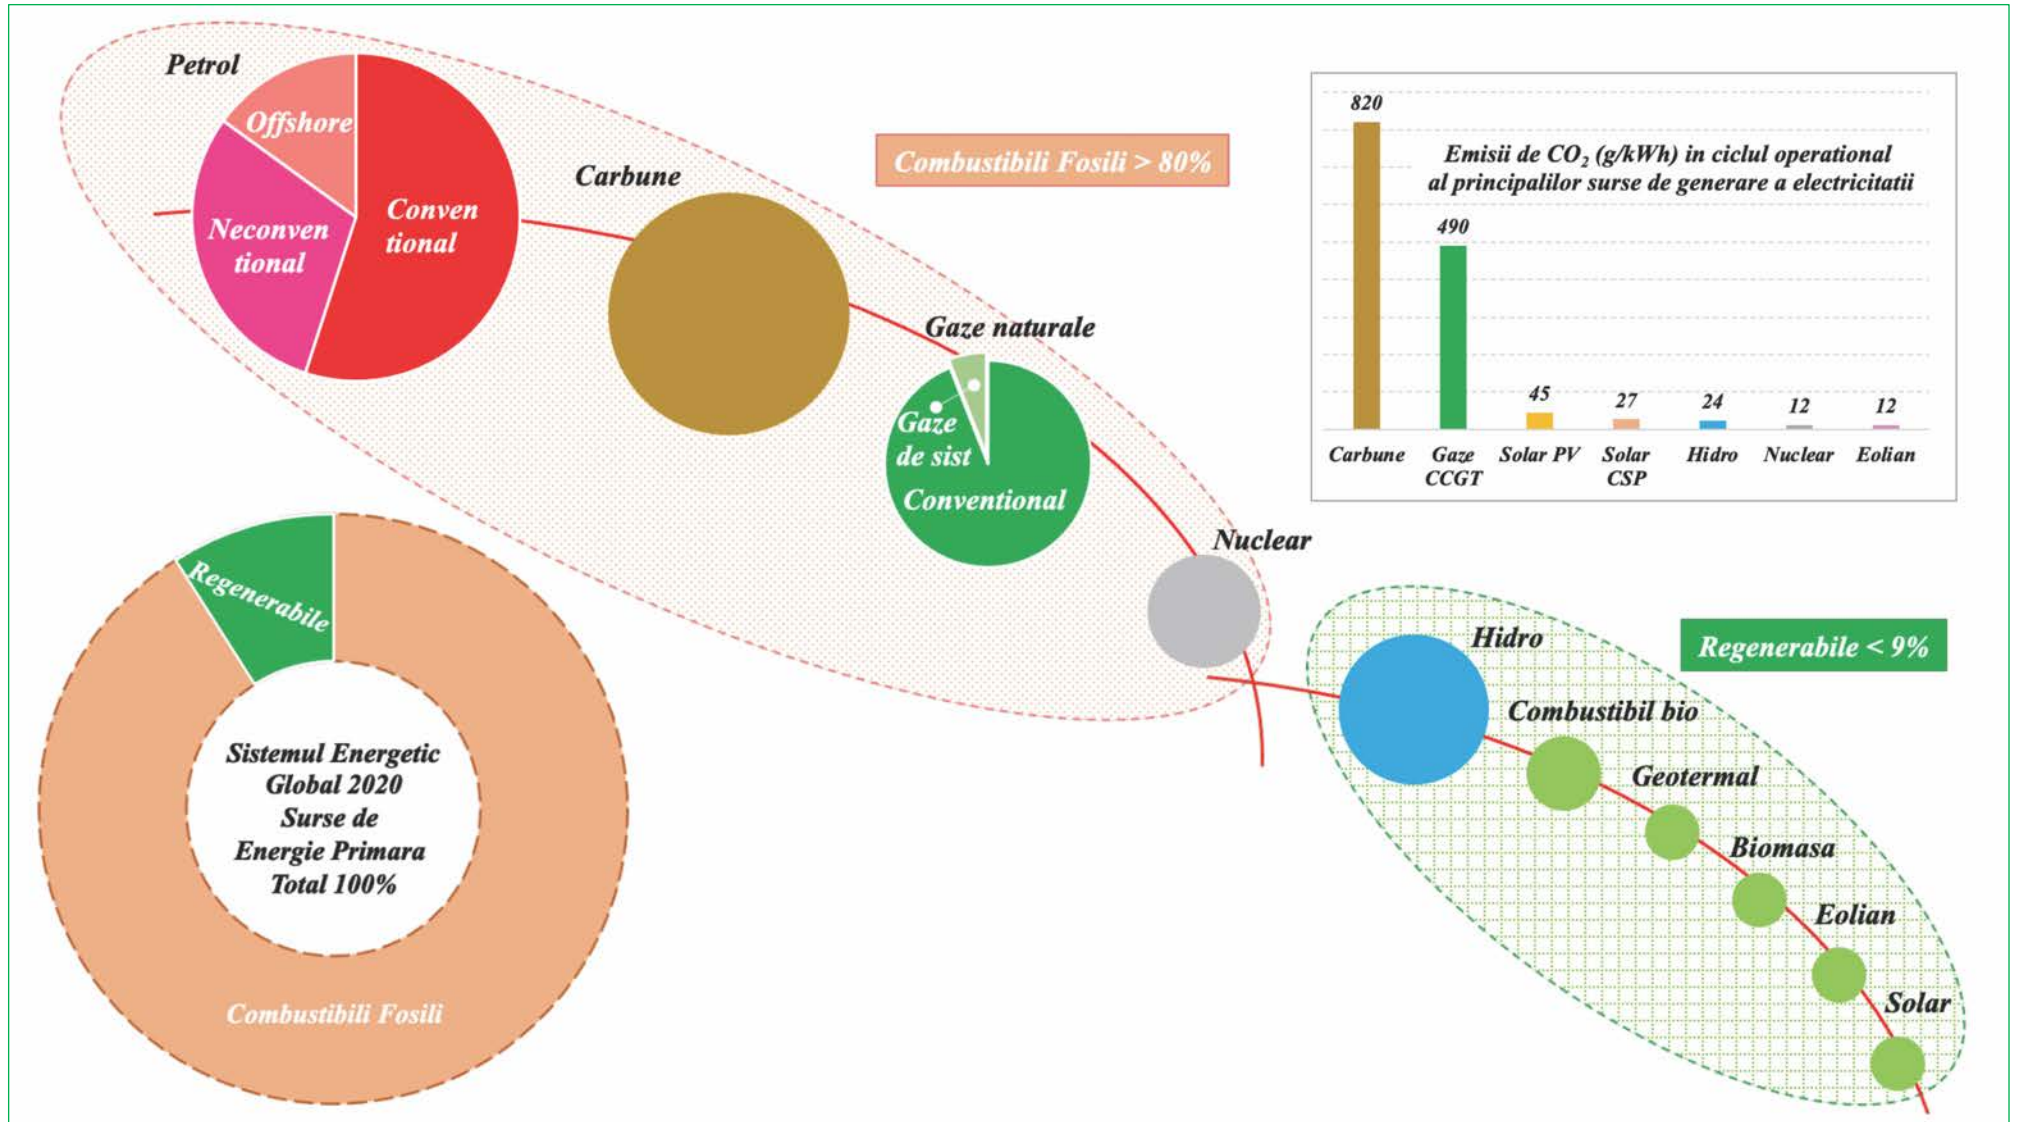 Petrol
Offshore
Neconven
tional
Conven
tional
Carbune
Combustibili Fosili > 80%
Gaze naturale
Gaze
de sist
Conventional
Nuclear
820
490
45
27
24
12
12
Emisii de CO₂ (g/kWh) in ciclul operational
al principalilor surse de generare a electricitatii
Carbune
Gaze
CCGT
Solar PV
Solar
CSP
Hidro
Nuclear
Eolian
Regenerabile
Sistemul Energetic
Global 2020
Surse de
Energie Primara
Total 100%
Combustibili Fosili
Hidro
Regenerabile < 9%
Combustibil bio
Geotermal
Biomasa
Eolian
Solar